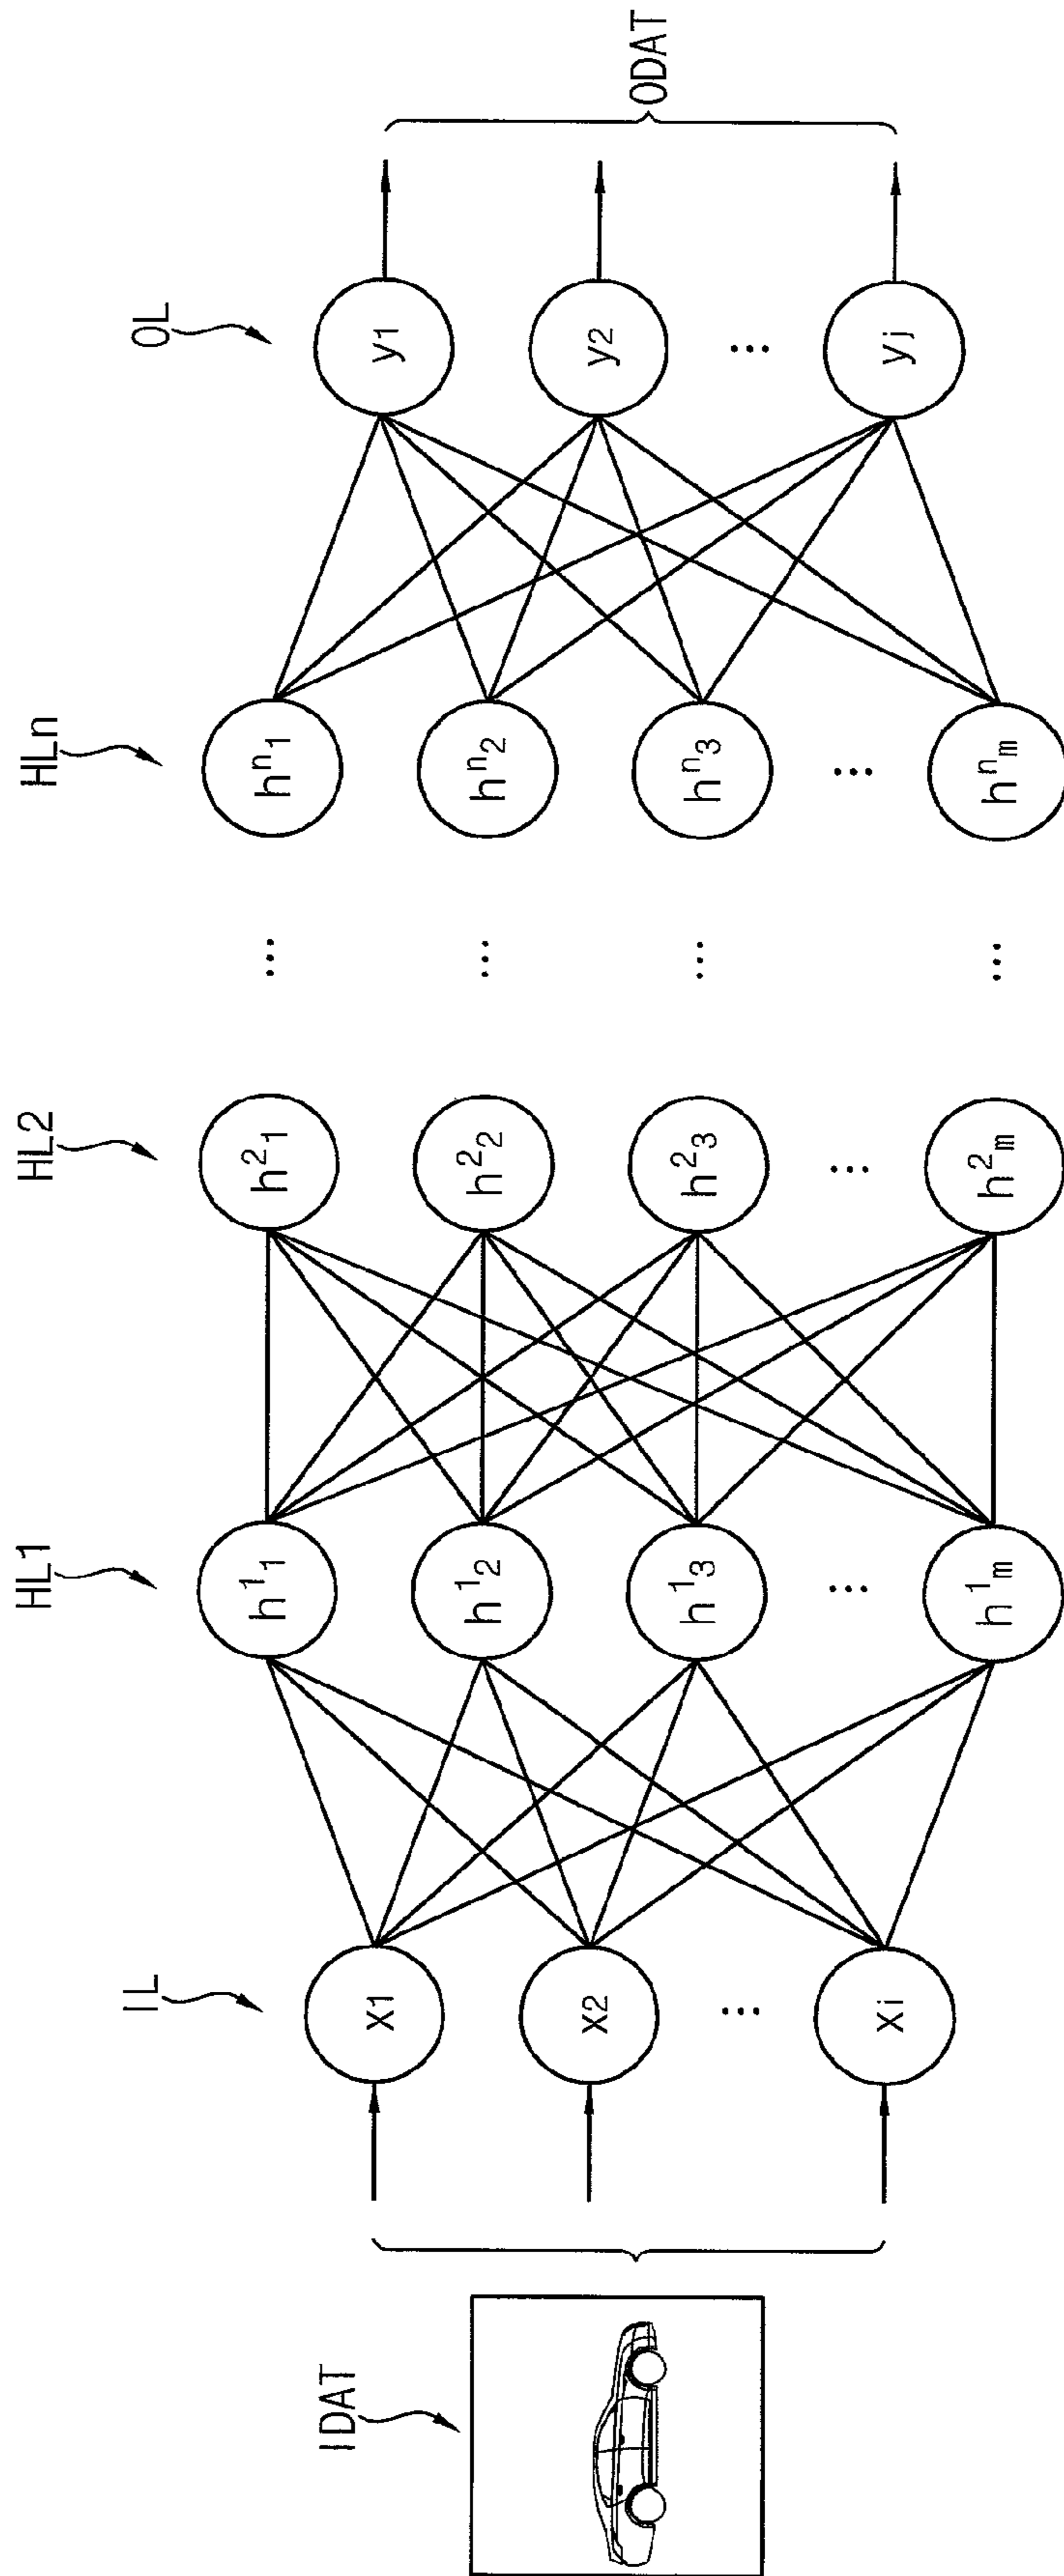 IDAT
IL
HL1
HL2
HLn
OL
x1
x2
⋮
xi
h¹1
h¹2
h¹3
⋮
h¹m
h²1
h²2
h²3
⋮
h²m
...
...
...
...
hⁿ1
hⁿ2
hⁿ3
⋮
hⁿm
y1
y2
⋮
yj
ODAT